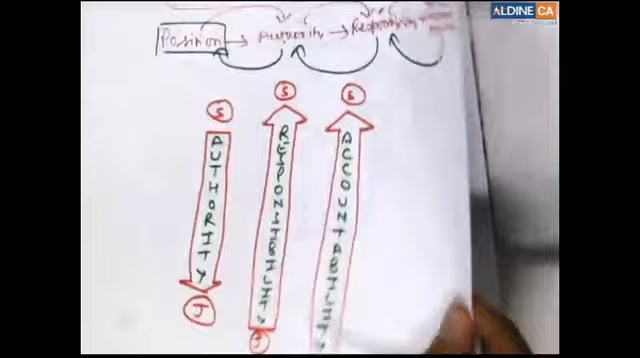 ALDINE CA
Position → Authority → Responsibility
S S S
AUTHORITY
RESPONSIBILITY
ACCOUNTABILITY
J J